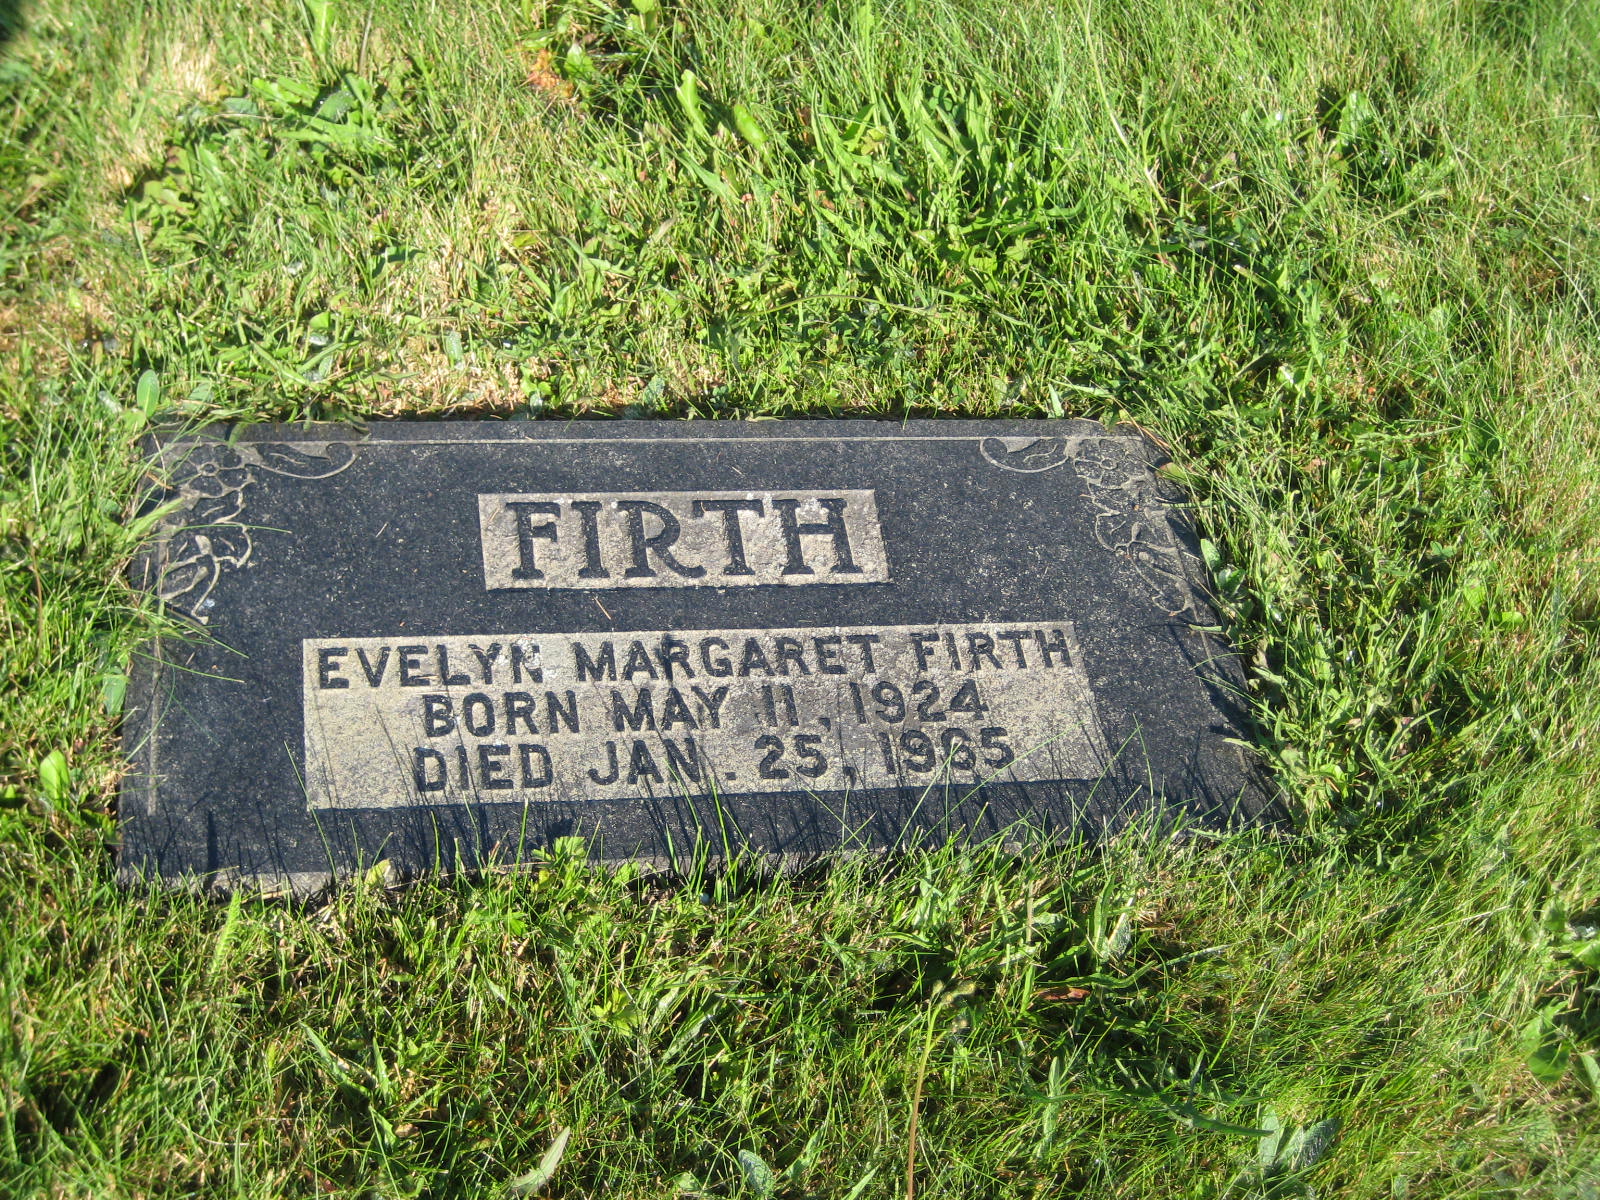 FIRTH
EVELYN MARGARET FIRTH
BORN MAY 11, 1924
DIED JAN. 25, 1965